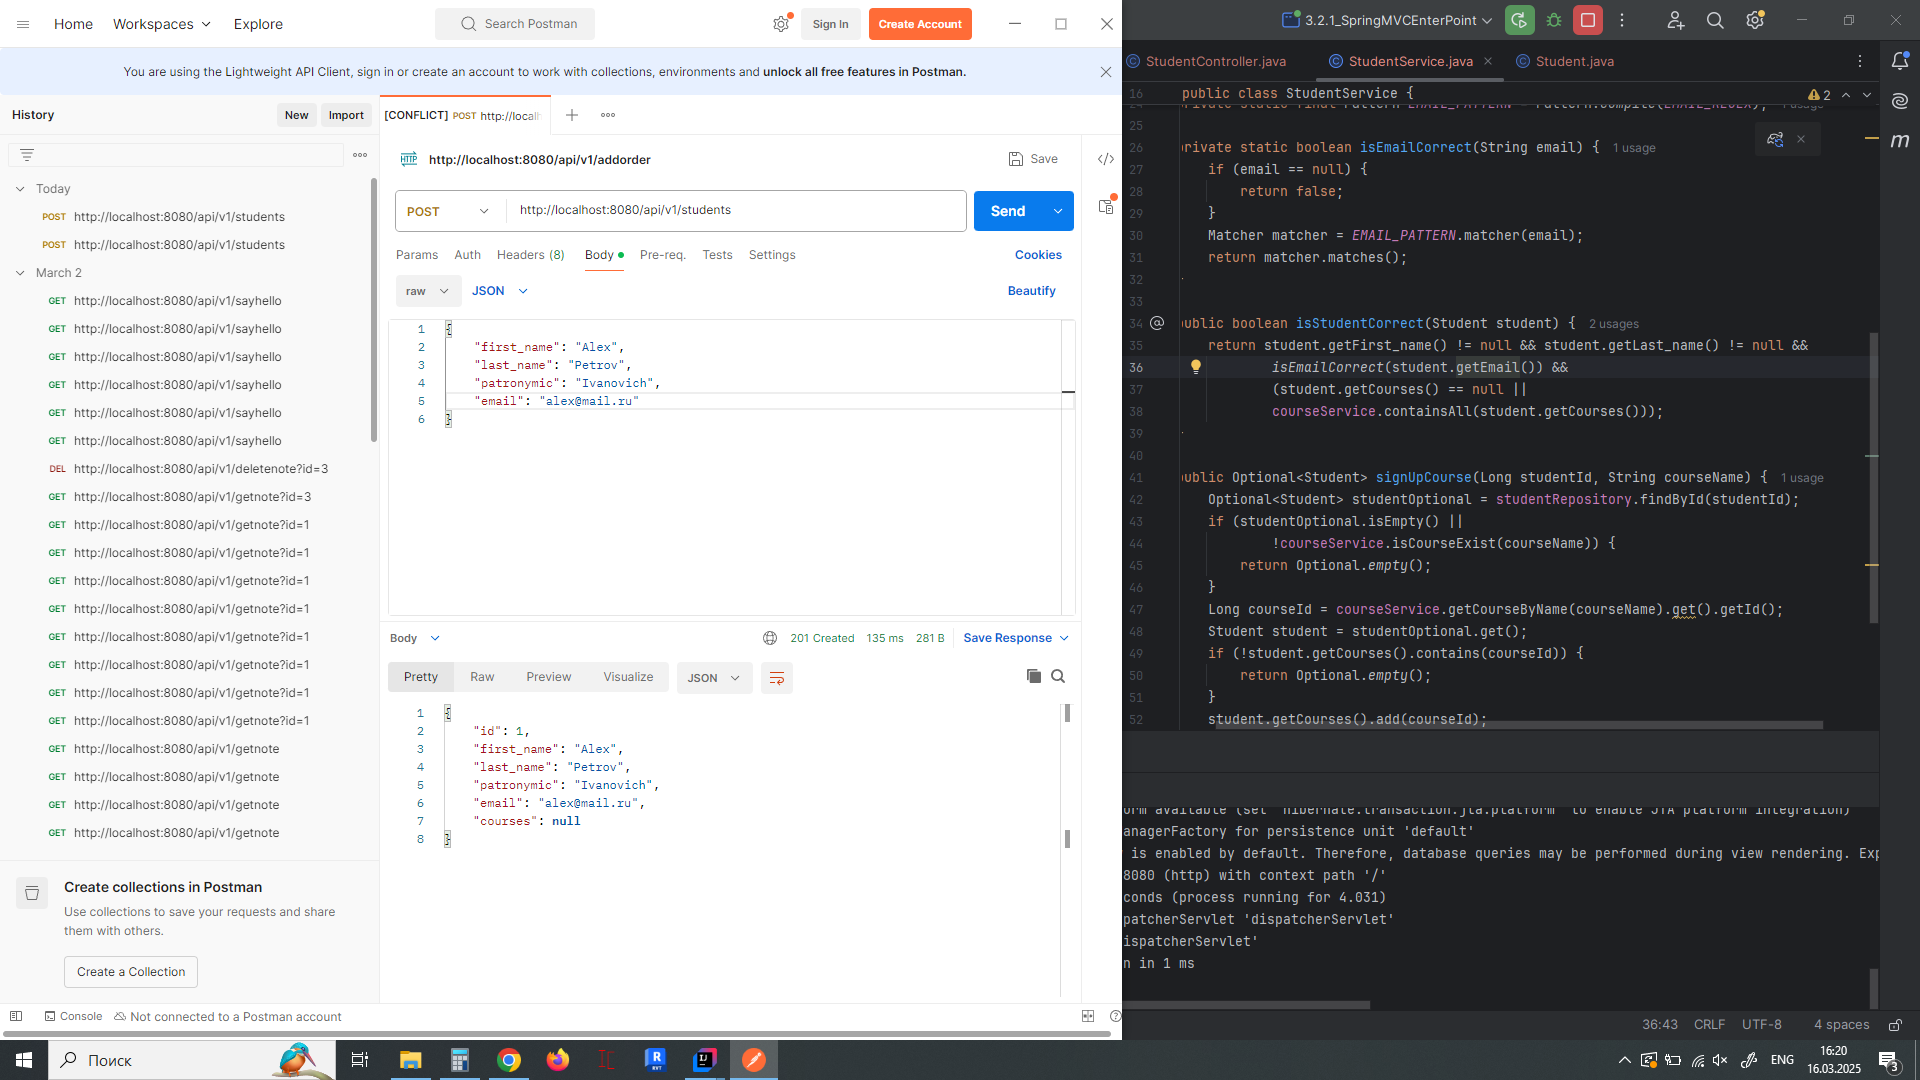 Home
Workspaces
Explore
Search Postman
Sign In
Create Account
You are using the Lightweight API Client, sign in or create an account to work with collections, environments and unlock all free features in Postman.
History
New
Import
Today
POST http://localhost:8080/api/v1/students
POST http://localhost:8080/api/v1/students
March 2
GET http://localhost:8080/api/v1/sayhello
GET http://localhost:8080/api/v1/sayhello
GET http://localhost:8080/api/v1/sayhello
GET http://localhost:8080/api/v1/sayhello
GET http://localhost:8080/api/v1/sayhello
GET http://localhost:8080/api/v1/sayhello
DEL http://localhost:8080/api/v1/deletenote?id=3
GET http://localhost:8080/api/v1/getnote?id=3
GET http://localhost:8080/api/v1/getnote?id=1
GET http://localhost:8080/api/v1/getnote?id=1
GET http://localhost:8080/api/v1/getnote?id=1
GET http://localhost:8080/api/v1/getnote?id=1
GET http://localhost:8080/api/v1/getnote?id=1
GET http://localhost:8080/api/v1/getnote?id=1
GET http://localhost:8080/api/v1/getnote?id=1
GET http://localhost:8080/api/v1/getnote?id=1
GET http://localhost:8080/api/v1/getnote
GET http://localhost:8080/api/v1/getnote
GET http://localhost:8080/api/v1/getnote
GET http://localhost:8080/api/v1/getnote
Create collections in Postman
Use collections to save your requests and share
them with others.
Create a Collection
Console
Not connected to a Postman account
[CONFLICT] POST http://local
HTTP http://localhost:8080/api/v1/addorder
Save
POST
http://localhost:8080/api/v1/students
Send
Params
Auth
Headers (8)
Body
Pre-req.
Tests
Settings
Cookies
raw
JSON
Beautify
1 {
2 "first_name": "Alex",
3 "last_name": "Petrov",
4 "patronymic": "Ivanovich",
5 "email": "alex@mail.ru"
6 }
Body
201 Created
135 ms
281 B
Save Response
Pretty
Raw
Preview
Visualize
JSON
1 {
2 "id": 1,
3 "first_name": "Alex",
4 "last_name": "Petrov",
5 "patronymic": "Ivanovich",
6 "email": "alex@mail.ru",
7 "courses": null
8 }
3.2.1_SpringMVCEnterPoint
StudentController.java
StudentService.java
Student.java
16 public class StudentService {
2
25
26 private static boolean isEmailCorrect(String email) { 1 usage
27 if (email == null) {
28 return false;
29 }
30 Matcher matcher = EMAIL_PATTERN.matcher(email);
31 return matcher.matches();
32
33
34 public boolean isStudentCorrect(Student student) { 2 usages
35 return student.getFirst_name() != null && student.getLast_name() != null &&
36 isEmailCorrect(student.getEmail()) &&
37 (student.getCourses() == null ||
38 courseService.containsAll(student.getCourses()));
39
40
41 public Optional<Student> signUpCourse(Long studentId, String courseName) { 1 usage
42 Optional<Student> studentOptional = studentRepository.findById(studentId);
43 if (studentOptional.isEmpty() ||
44 !courseService.isCourseExist(courseName)) {
45 return Optional.empty();
46 }
47 Long courseId = courseService.getCourseByName(courseName).get().getId();
48 Student student = studentOptional.get();
49 if (!student.getCourses().contains(courseId)) {
50 return Optional.empty();
51 }
52 student.getCourses().add(courseId);
orm available (set 'hibernate.transaction.jta.platform' to enable JTA platform integration)
anagerFactory for persistence unit 'default'
is enabled by default. Therefore, database queries may be performed during view rendering. Exp
8080 (http) with context path '/'
conds (process running for 4.031)
patcherServlet 'dispatcherServlet'
ispatcherServlet'
n in 1 ms
36:43
CRLF
UTF-8
4 spaces
Поиск
ENG
16:20
16.03.2025
3